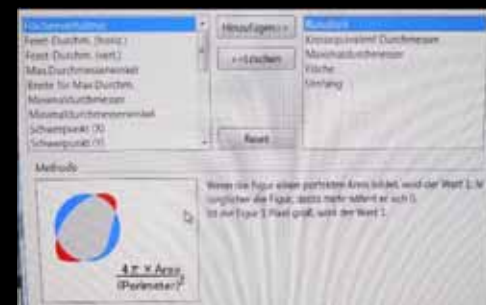 Flächenverhältnis
Feret-Durchm. (horiz.)
Feret-Durchm. (vert.)
Max.Durchmesserwinkel
Breite für Max.Durchm.
Minimaldurchmesser
Minimaldurchmesserwinkel
Schwerpunkt (X)
Schwerpunkt (Y)
Hinzufügen>>
<<Löschen
Reset
Rundheit
Kreisäquivalent Durchmesser
Maximaldurchmesser
Fläche
Umfang
Methode
4 π × Area
(Perimeter)²
Wenn die Figur einen perfekten Kreis bildet, wird der Wert 1. Je
länglicher die Figur, desto mehr nähert er sich 0.
Ist die Figur 1 Pixel groß, wird der Wert 1.